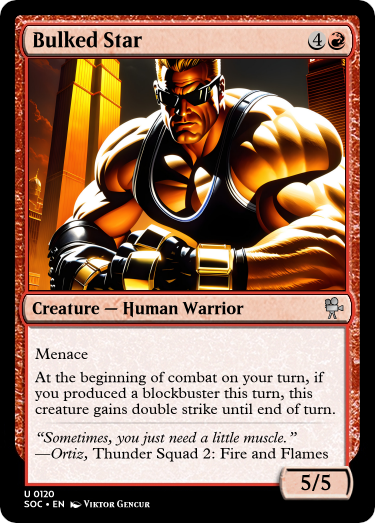 Bulked Star 4
Creature — Human Warrior
Menace
At the beginning of combat on your turn, if
you produced a blockbuster this turn, this
creature gains double strike until end of turn.
“Sometimes, you just need a little muscle.”
—Ortiz, Thunder Squad 2: Fire and Flames
5/5
U 0120
SOC • EN Viktor Gencur